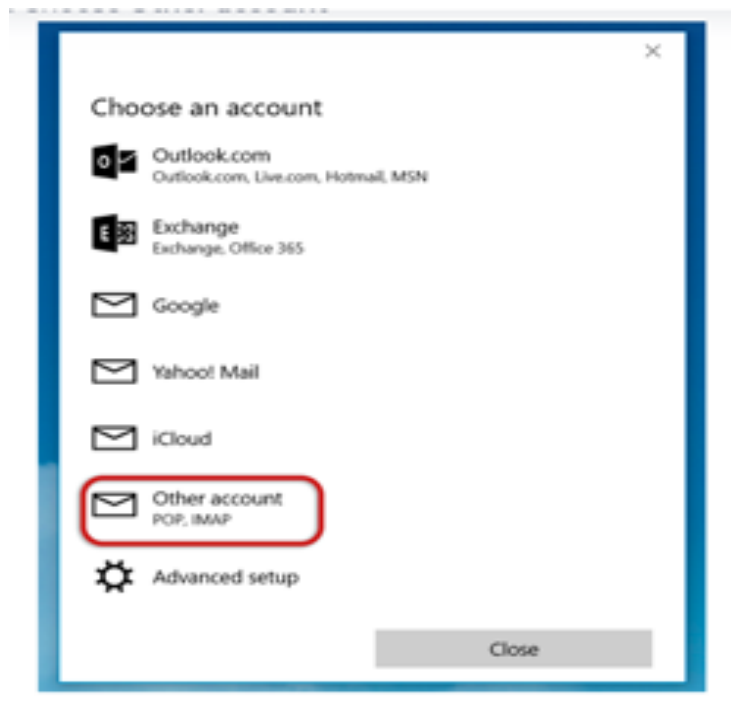 Choose an account
Outlook.com
Outlook.com, Live.com, Hotmail, MSN
Exchange
Exchange, Office 365
Google
Yahoo! Mail
iCloud
Other account
POP, IMAP
Advanced setup
Close